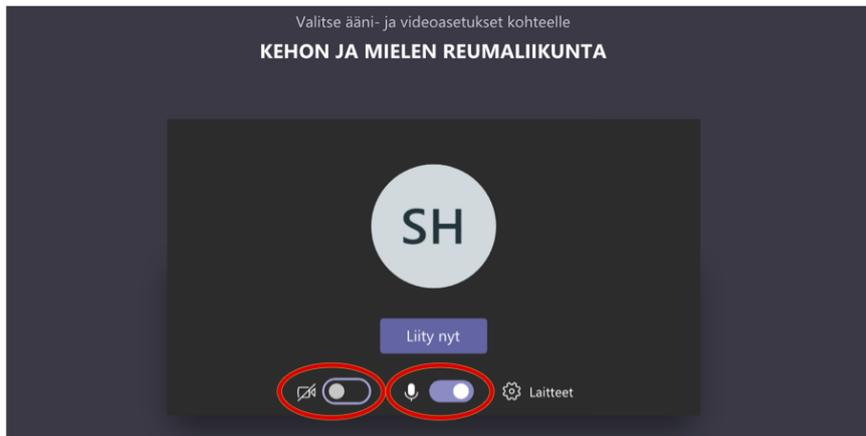 Valitse ääni- ja videoasetukset kohteelle
KEHON JA MIELEN REUMALIIKUNTA
SH
Liity nyt
Laitteet